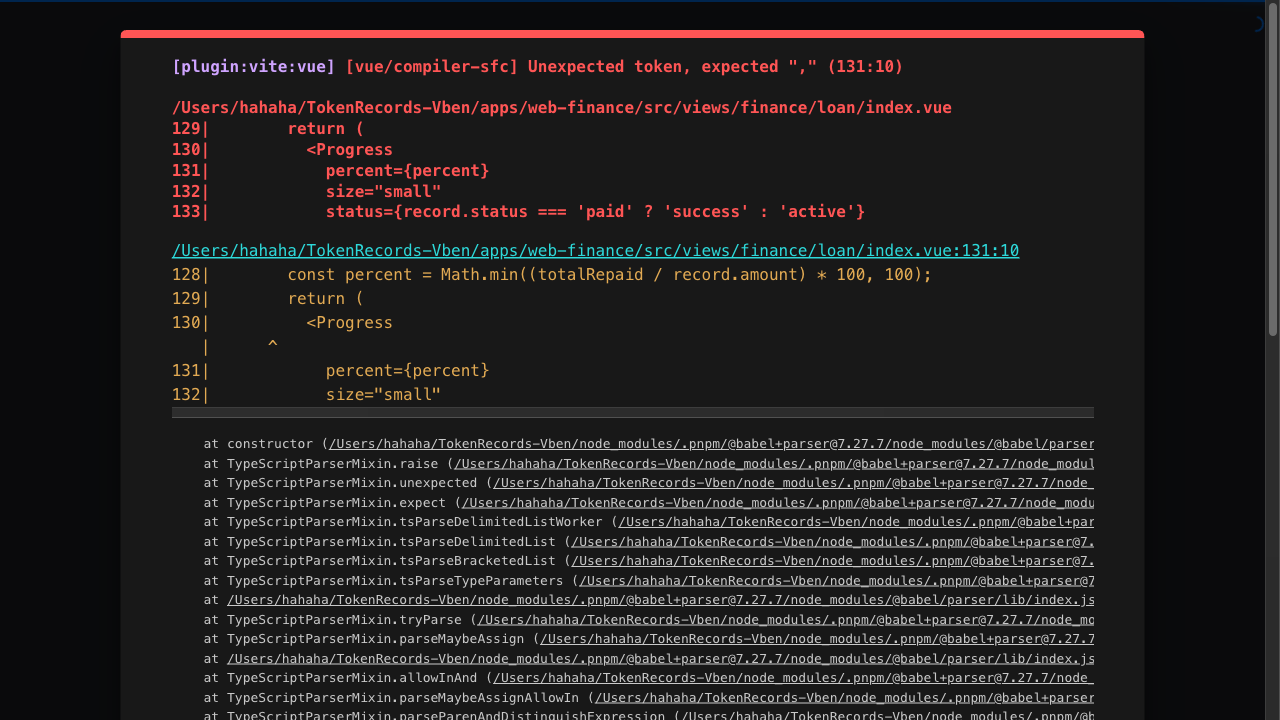 [plugin:vite:vue] [vue/compiler-sfc] Unexpected token, expected "," (131:10)
/Users/hahaha/TokenRecords-Vben/apps/web-finance/src/views/finance/loan/index.vue
129|        return (
130|          <Progress
131|            percent={percent}
132|            size="small"
133|            status={record.status === 'paid' ? 'success' : 'active'}
/Users/hahaha/TokenRecords-Vben/apps/web-finance/src/views/finance/loan/index.vue:131:10
128|        const percent = Math.min((totalRepaid / record.amount) * 100, 100);
129|        return (
130|          <Progress
   |      ^
131|            percent={percent}
132|            size="small"
at constructor (/Users/hahaha/TokenRecords-Vben/node_modules/.pnpm/@babel+parser@7.27.7/node_modules/@babel/parser
at TypeScriptParserMixin.raise (/Users/hahaha/TokenRecords-Vben/node_modules/.pnpm/@babel+parser@7.27.7/node_modul
at TypeScriptParserMixin.unexpected (/Users/hahaha/TokenRecords-Vben/node_modules/.pnpm/@babel+parser@7.27.7/node_
at TypeScriptParserMixin.expect (/Users/hahaha/TokenRecords-Vben/node_modules/.pnpm/@babel+parser@7.27.7/node_modu
at TypeScriptParserMixin.tsParseDelimitedListWorker (/Users/hahaha/TokenRecords-Vben/node_modules/.pnpm/@babel+par
at TypeScriptParserMixin.tsParseDelimitedList (/Users/hahaha/TokenRecords-Vben/node_modules/.pnpm/@babel+parser@7.
at TypeScriptParserMixin.tsParseBracketedList (/Users/hahaha/TokenRecords-Vben/node_modules/.pnpm/@babel+parser@7.
at TypeScriptParserMixin.tsParseTypeParameters (/Users/hahaha/TokenRecords-Vben/node_modules/.pnpm/@babel+parser@7
at /Users/hahaha/TokenRecords-Vben/node_modules/.pnpm/@babel+parser@7.27.7/node_modules/@babel/parser/lib/index.js
at TypeScriptParserMixin.tryParse (/Users/hahaha/TokenRecords-Vben/node_modules/.pnpm/@babel+parser@7.27.7/node_mo
at TypeScriptParserMixin.parseMaybeAssign (/Users/hahaha/TokenRecords-Vben/node_modules/.pnpm/@babel+parser@7.27.7
at /Users/hahaha/TokenRecords-Vben/node_modules/.pnpm/@babel+parser@7.27.7/node_modules/@babel/parser/lib/index.js
at TypeScriptParserMixin.allowInAnd (/Users/hahaha/TokenRecords-Vben/node_modules/.pnpm/@babel+parser@7.27.7/node_
at TypeScriptParserMixin.parseMaybeAssignAllowIn (/Users/hahaha/TokenRecords-Vben/node_modules/.pnpm/@babel+parser
at TypeScriptParserMixin.parseParenAndDistinguishExpression (/Users/hahaha/TokenRecords-Vben/node_modules/.pnpm/@b